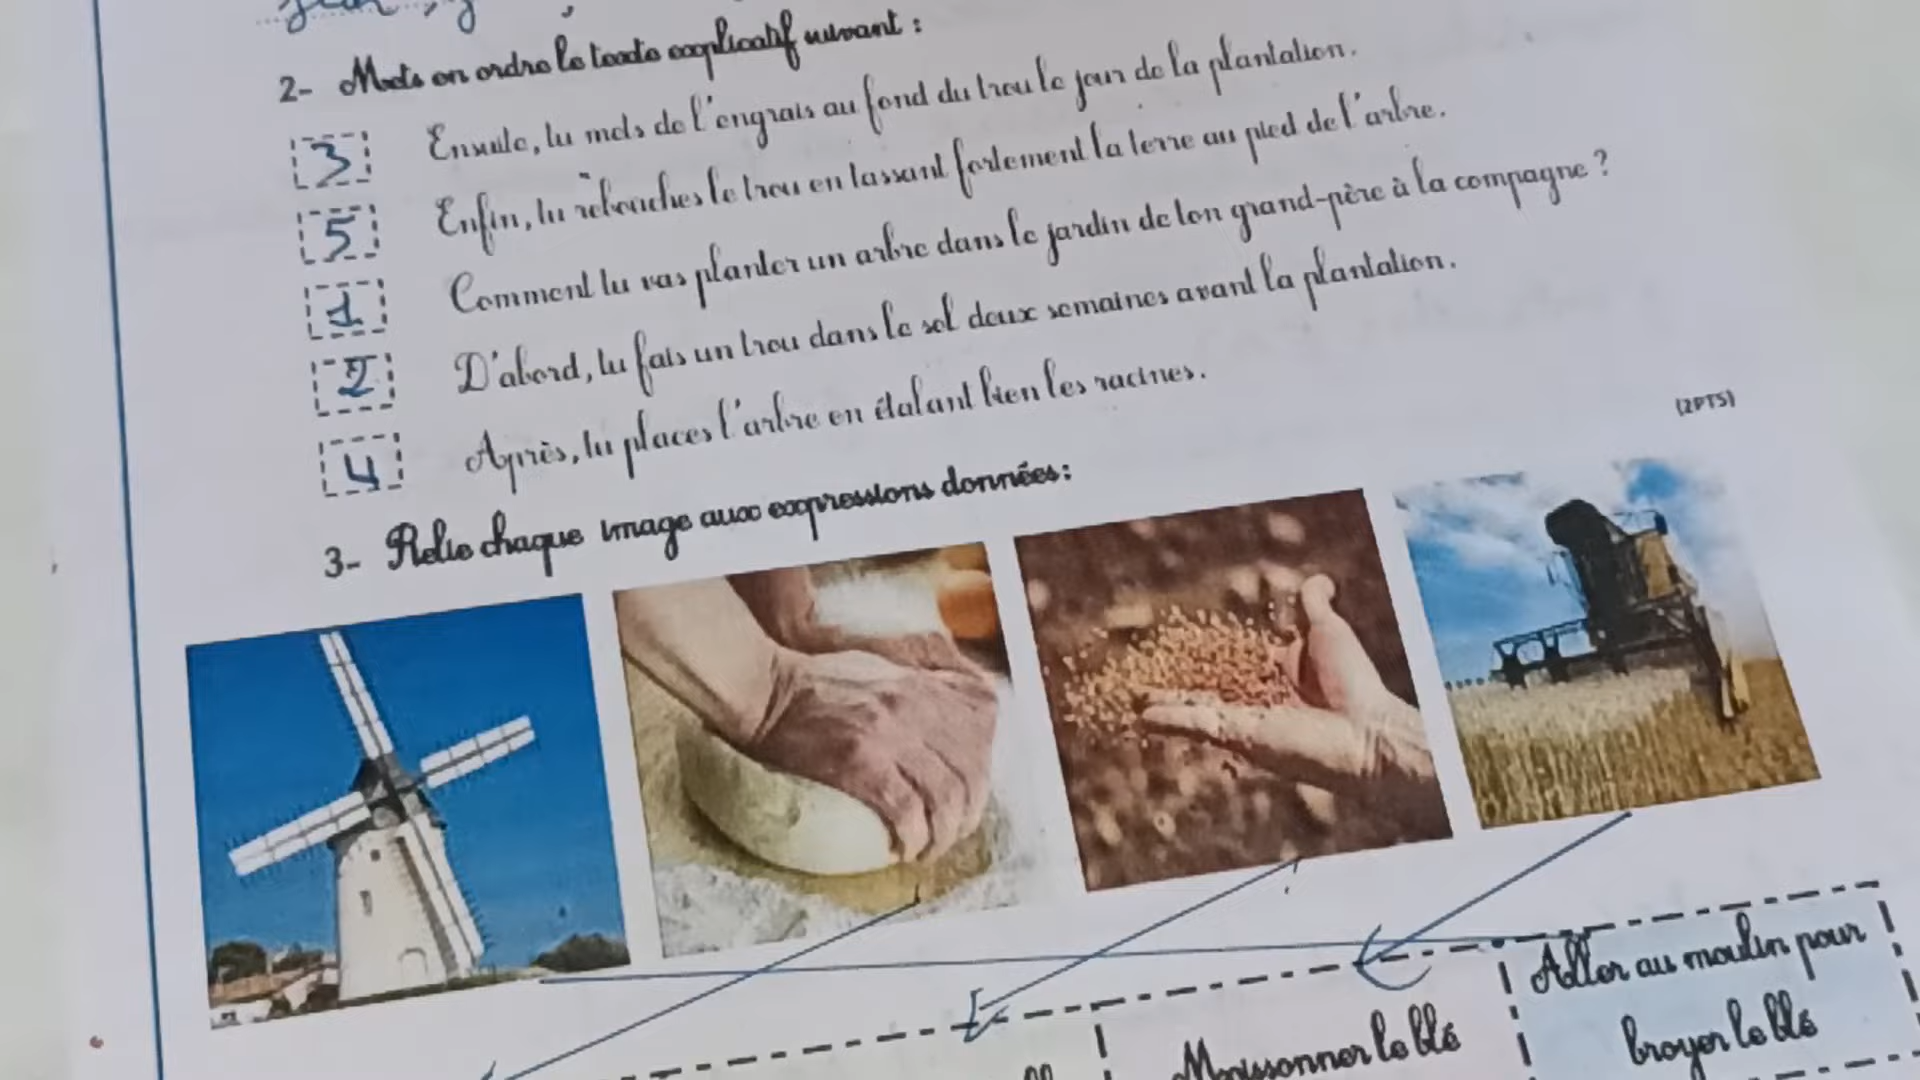 2- Mets en ordre le texte explicatif suivant :
3 Ensuite, tu mets de l'engrais au fond du trou le jour de la plantation.
5 Enfin, tu rebouches le trou en tassant fortement la terre au pied de l'arbre.
1 Comment tu vas planter un arbre dans le jardin de ton grand-père à la compagne ?
2 D'abord, tu fais un trou dans le sol deux semaines avant la plantation.
4 Après, tu places l'arbre en étalant bien les racines.
(2PTS)
3- Relie chaque image aux expressions données:
Aller au moulin pour
broyer le blé
Moissonner le blé